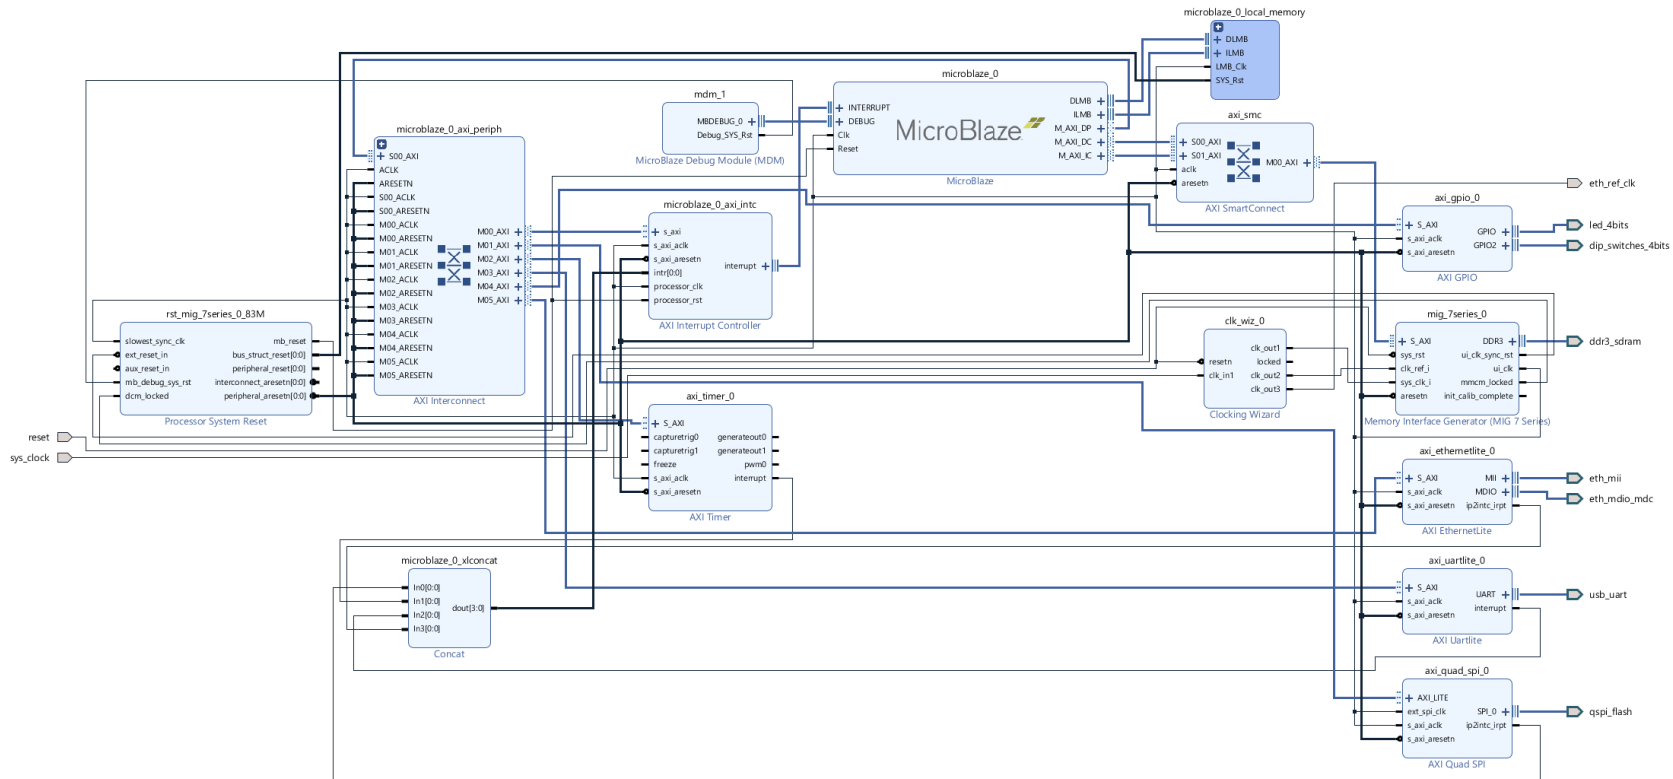 microblaze_0_local_memory
DLMB
ILMB
LMB_Clk
SYS_Rst
microblaze_0
INTERRUPT
DEBUG
Clk
Reset
MicroBlaze
DLMB
ILMB
M_AXI_DP
M_AXI_DC
M_AXI_IC
MicroBlaze
mdm_1
MBDEBUG_0
Debug_SYS_Rst
MicroBlaze Debug Module (MDM)
axi_smc
S00_AXI
S01_AXI
aclk
aresetn
M00_AXI
AXI SmartConnect
microblaze_0_axi_periph
S00_AXI
ACLK
ARESETN
S00_ACLK
S00_ARESETN
M00_ACLK
M00_ARESETN
M01_ACLK
M01_ARESETN
M02_ACLK
M02_ARESETN
M03_ACLK
M03_ARESETN
M04_ACLK
M04_ARESETN
M05_ACLK
M05_ARESETN
M00_AXI
M01_AXI
M02_AXI
M03_AXI
M04_AXI
M05_AXI
AXI Interconnect
microblaze_0_axi_intc
s_axi
s_axi_aclk
s_axi_aresetn
intr[0:0]
processor_clk
processor_rst
interrupt
AXI Interrupt Controller
eth_ref_clk
axi_gpio_0
S_AXI
s_axi_aclk
s_axi_aresetn
GPIO
GPIO2
AXI GPIO
led_4bits
dip_switches_4bits
rst_mig_7series_0_83M
slowest_sync_clk
ext_reset_in
aux_reset_in
mb_debug_sys_rst
dcm_locked
mb_reset
bus_struct_reset[0:0]
peripheral_reset[0:0]
interconnect_aresetn[0:0]
peripheral_aresetn[0:0]
Processor System Reset
clk_wiz_0
resetn
clk_in1
clk_out1
locked
clk_out2
clk_out3
Clocking Wizard
mig_7series_0
S_AXI
sys_rst
clk_ref_i
sys_clk_i
aresetn
DDR3
ui_clk_sync_rst
ui_clk
mmcm_locked
init_calib_complete
Memory Interface Generator (MIG 7 Series)
ddr3_sdram
reset
sys_clock
axi_timer_0
S_AXI
capturetrig0
capturetrig1
freeze
s_axi_aclk
s_axi_aresetn
generateout0
generateout1
pwm0
interrupt
AXI Timer
axi_ethernetlite_0
S_AXI
s_axi_aclk
s_axi_aresetn
MII
MDIO
ip2intc_irpt
AXI EthernetLite
eth_mii
eth_mdio_mdc
microblaze_0_xlconcat
In0[0:0]
In1[0:0]
In2[0:0]
In3[0:0]
dout[3:0]
Concat
axi_uartlite_0
S_AXI
s_axi_aclk
s_axi_aresetn
UART
interrupt
AXI Uartlite
usb_uart
axi_quad_spi_0
AXI_LITE
ext_spi_clk
s_axi_aclk
s_axi_aresetn
SPI_0
ip2intc_irpt
AXI Quad SPI
qspi_flash